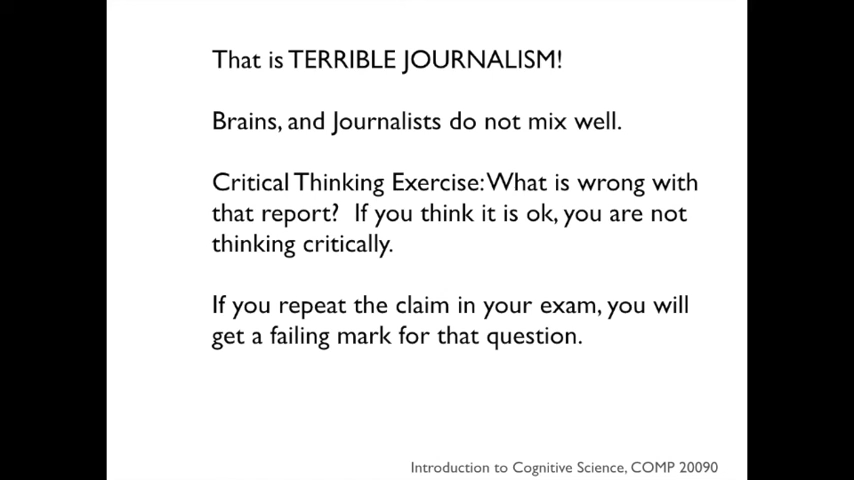 That is TERRIBLE JOURNALISM!
Brains, and Journalists do not mix well.
Critical Thinking Exercise: What is wrong with
that report?  If you think it is ok, you are not
thinking critically.
If you repeat the claim in your exam, you will
get a failing mark for that question.
Introduction to Cognitive Science, COMP 20090